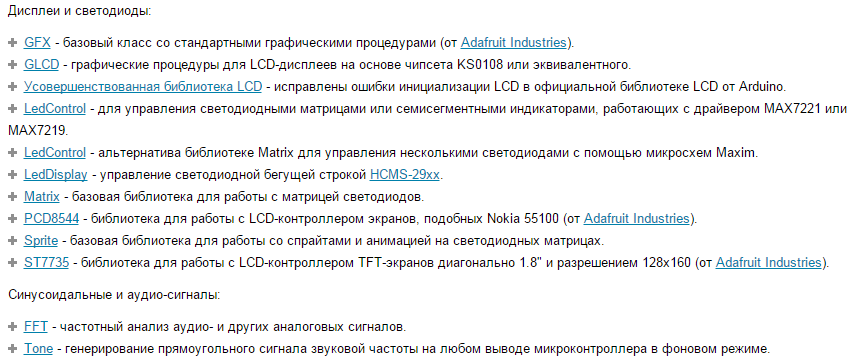 Дисплеи и светодиоды:
GFX - базовый класс со стандартными графическими процедурами (от Adafruit Industries).
GLCD - графические процедуры для LCD-дисплеев на основе чипсета KS0108 или эквивалентного.
Усовершенствованная библиотека LCD - исправлены ошибки инициализации LCD в официальной библиотеке LCD от Arduino.
LedControl - для управления светодиодными матрицами или семисегментными индикаторами, работающих с драйвером MAX7221 или
MAX7219.
LedControl - альтернатива библиотеке Matrix для управления несколькими светодиодами с помощью микросхем Maxim.
LedDisplay - управление светодиодной бегущей строкой HCMS-29xx.
Matrix - базовая библиотека для работы с матрицей светодиодов.
PCD8544 - библиотека для работы с LCD-контроллером экранов, подобных Nokia 55100 (от Adafruit Industries).
Sprite - базовая библиотека для работы со спрайтами и анимацией на светодиодных матрицах.
ST7735 - библиотека для работы с LCD-контроллером TFT-экранов диагонально 1.8" и разрешением 128x160 (от Adafruit Industries).
Синусоидальные и аудио-сигналы:
FFT - частотный анализ аудио- и других аналоговых сигналов.
Tone - генерирование прямоугольного сигнала звуковой частоты на любом выводе микроконтроллера в фоновом режиме.